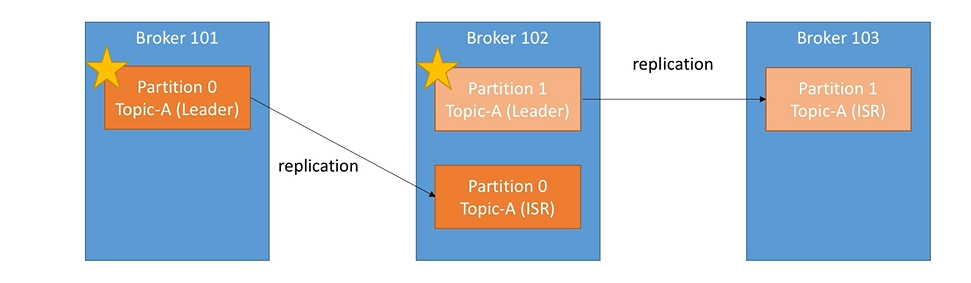 Broker 101
Partition 0
Topic-A (Leader)
replication
Broker 102
Partition 1
Topic-A (Leader)
Partition 0
Topic-A (ISR)
replication
Broker 103
Partition 1
Topic-A (ISR)